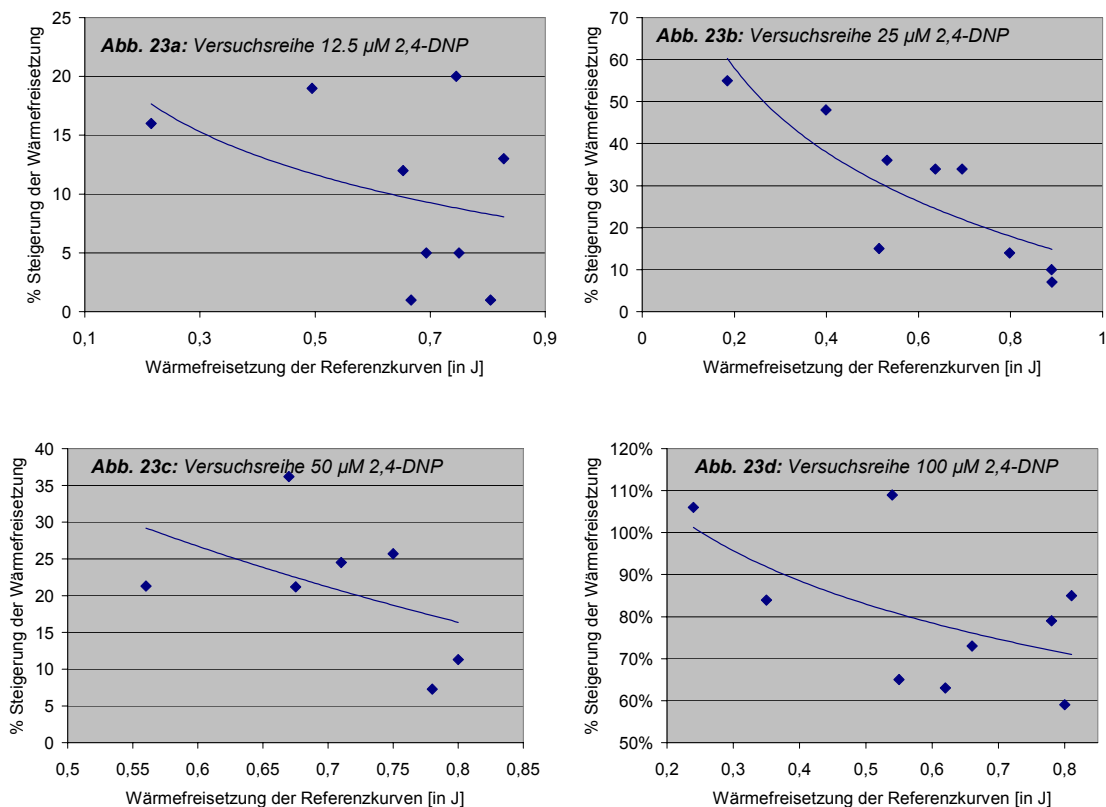 Abb. 23a: Versuchsreihe 12.5 µM 2,4-DNP
% Steigerung der Wärmefreisetzung
25
20
15
10
5
0
0,1 0,3 0,5 0,7 0,9
Wärmefreisetzung der Referenzkurven [in J]
Abb. 23b: Versuchsreihe 25 µM 2,4-DNP
% Steigerung der Wärmefreisetzung
70
60
50
40
30
20
10
0
0 0,2 0,4 0,6 0,8 1
Wärmefreisetzung der Referenzkurven [in J]
Abb. 23c: Versuchsreihe 50 µM 2,4-DNP
% Steigerung der Wärmefreisetzung
40
35
30
25
20
15
10
5
0
0,5 0,55 0,6 0,65 0,7 0,75 0,8 0,85
Wärmefreisetzung der Referenzkurven [in J]
Abb. 23d: Versuchsreihe 100 µM 2,4-DNP
% Steigerung der Wärmefreisetzung
120%
110%
100%
90%
80%
70%
60%
50%
0,2 0,3 0,4 0,5 0,6 0,7 0,8
Wärmefreisetzung der Referenzkurven [in J]